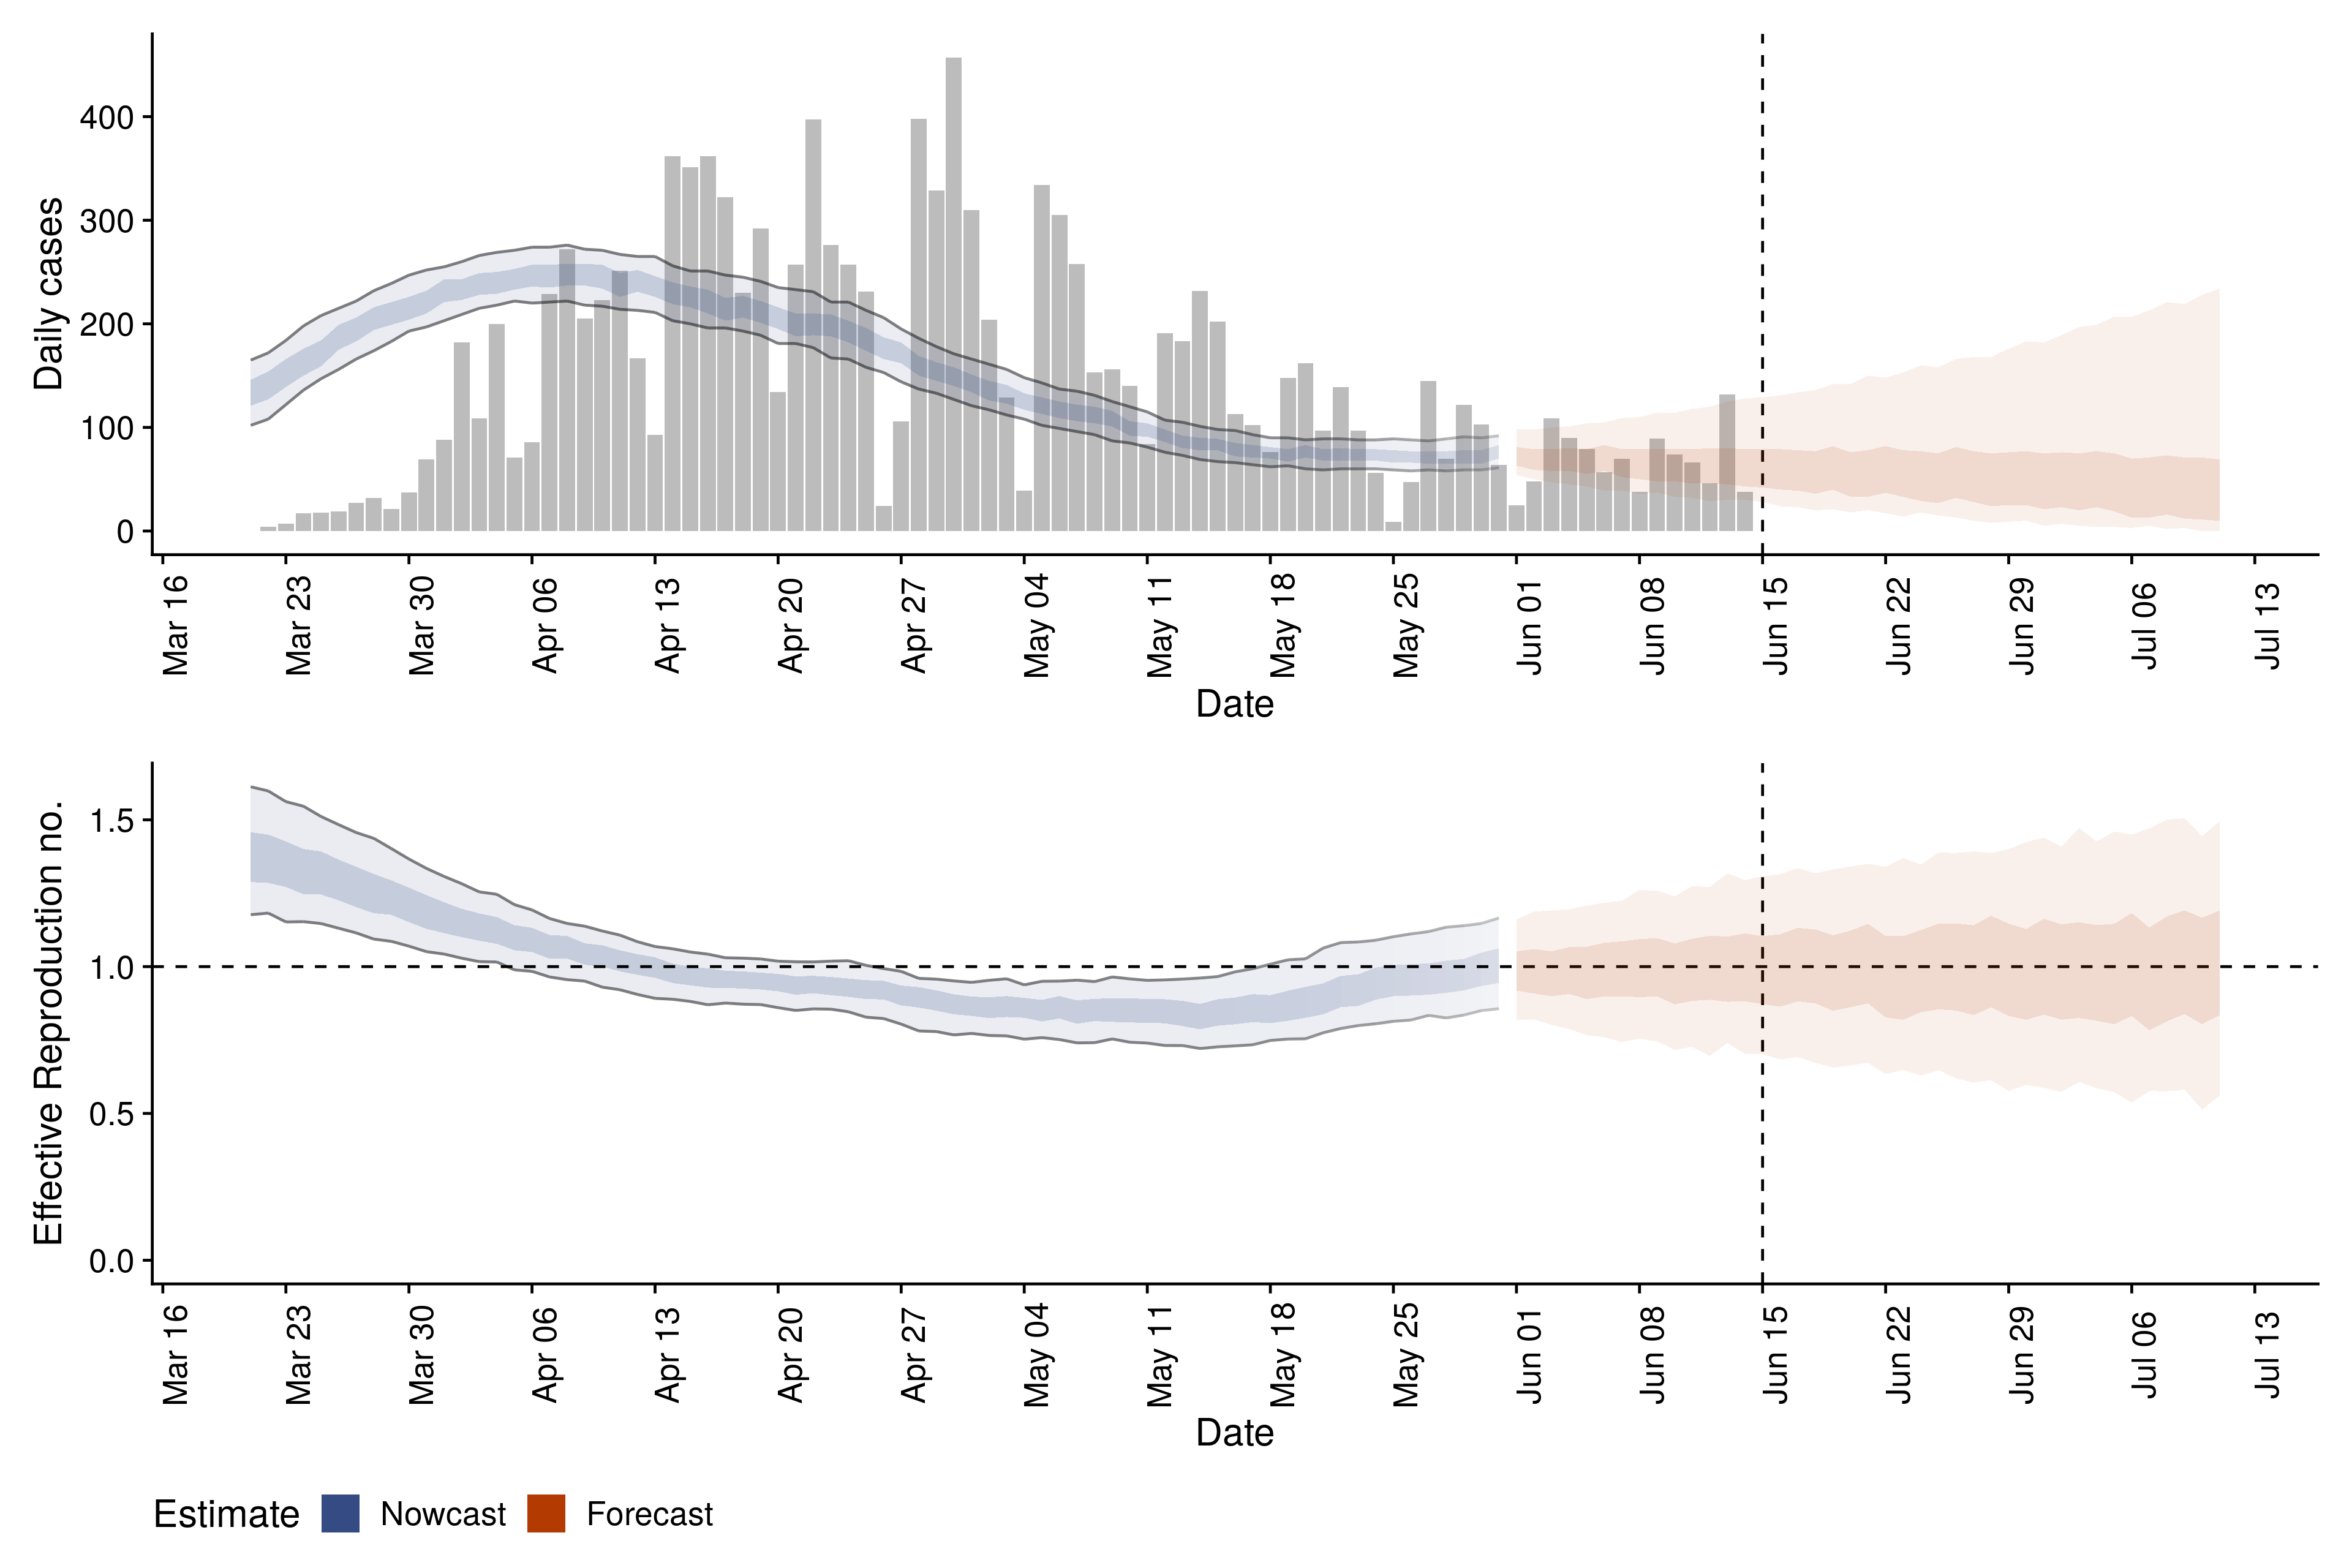 Daily cases
400
300
200
100
0
Mar 16
Mar 23
Mar 30
Apr 06
Apr 13
Apr 20
Apr 27
May 04
May 11
May 18
May 25
Jun 01
Jun 08
Jun 15
Jun 22
Jun 29
Jul 06
Jul 13
Date
Effective Reproduction no.
1.5
1.0
0.5
0.0
Mar 16
Mar 23
Mar 30
Apr 06
Apr 13
Apr 20
Apr 27
May 04
May 11
May 18
May 25
Jun 01
Jun 08
Jun 15
Jun 22
Jun 29
Jul 06
Jul 13
Date
Estimate Nowcast Forecast